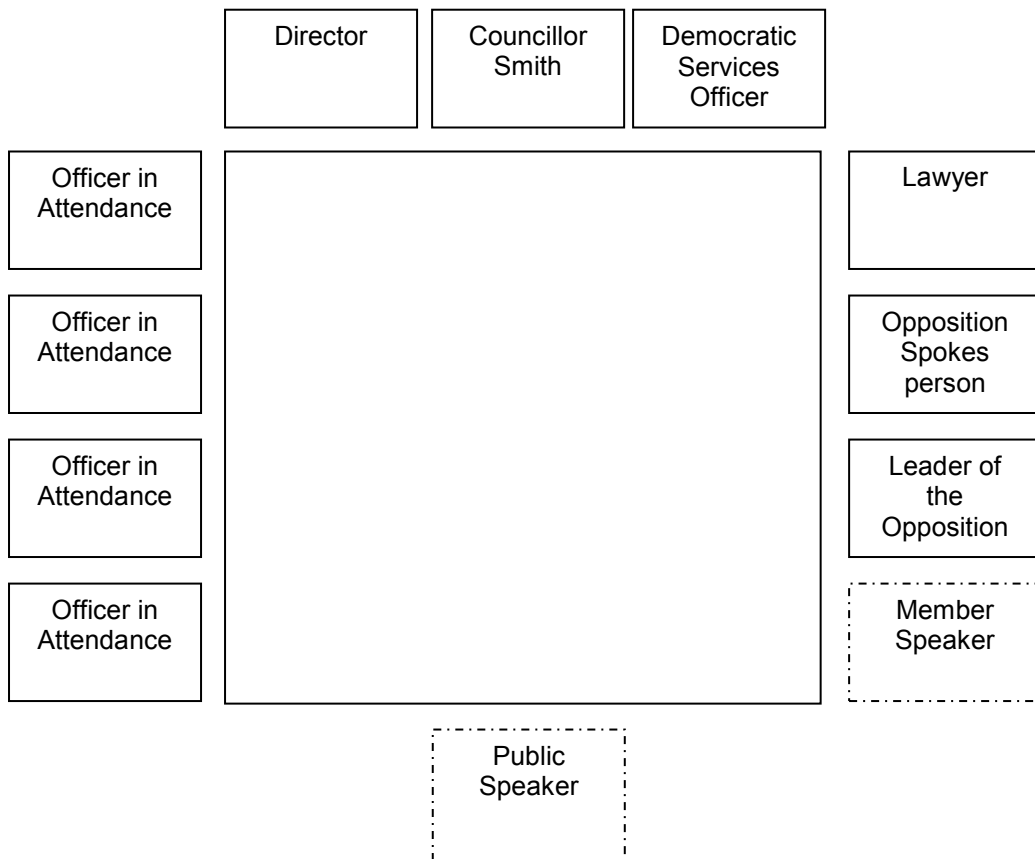 Director
Councillor
Smith
Democratic
Services
Officer
Officer in
Attendance
Lawyer
Officer in
Attendance
Opposition
Spokes
person
Officer in
Attendance
Leader of
the
Opposition
Officer in
Attendance
Member
Speaker
Public
Speaker